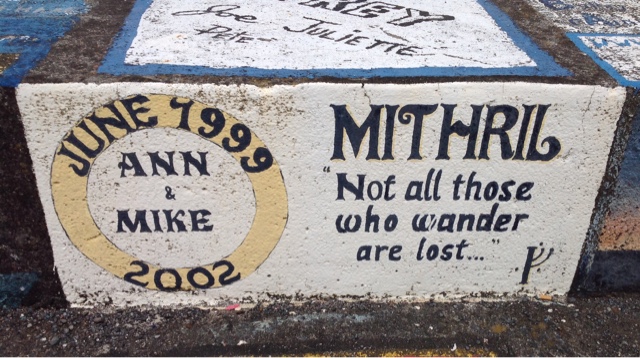 Joe Juliette
JUNE 1999
ANN
&
MIKE
2002
MITHRIL
"Not all those
who wander
are lost..."